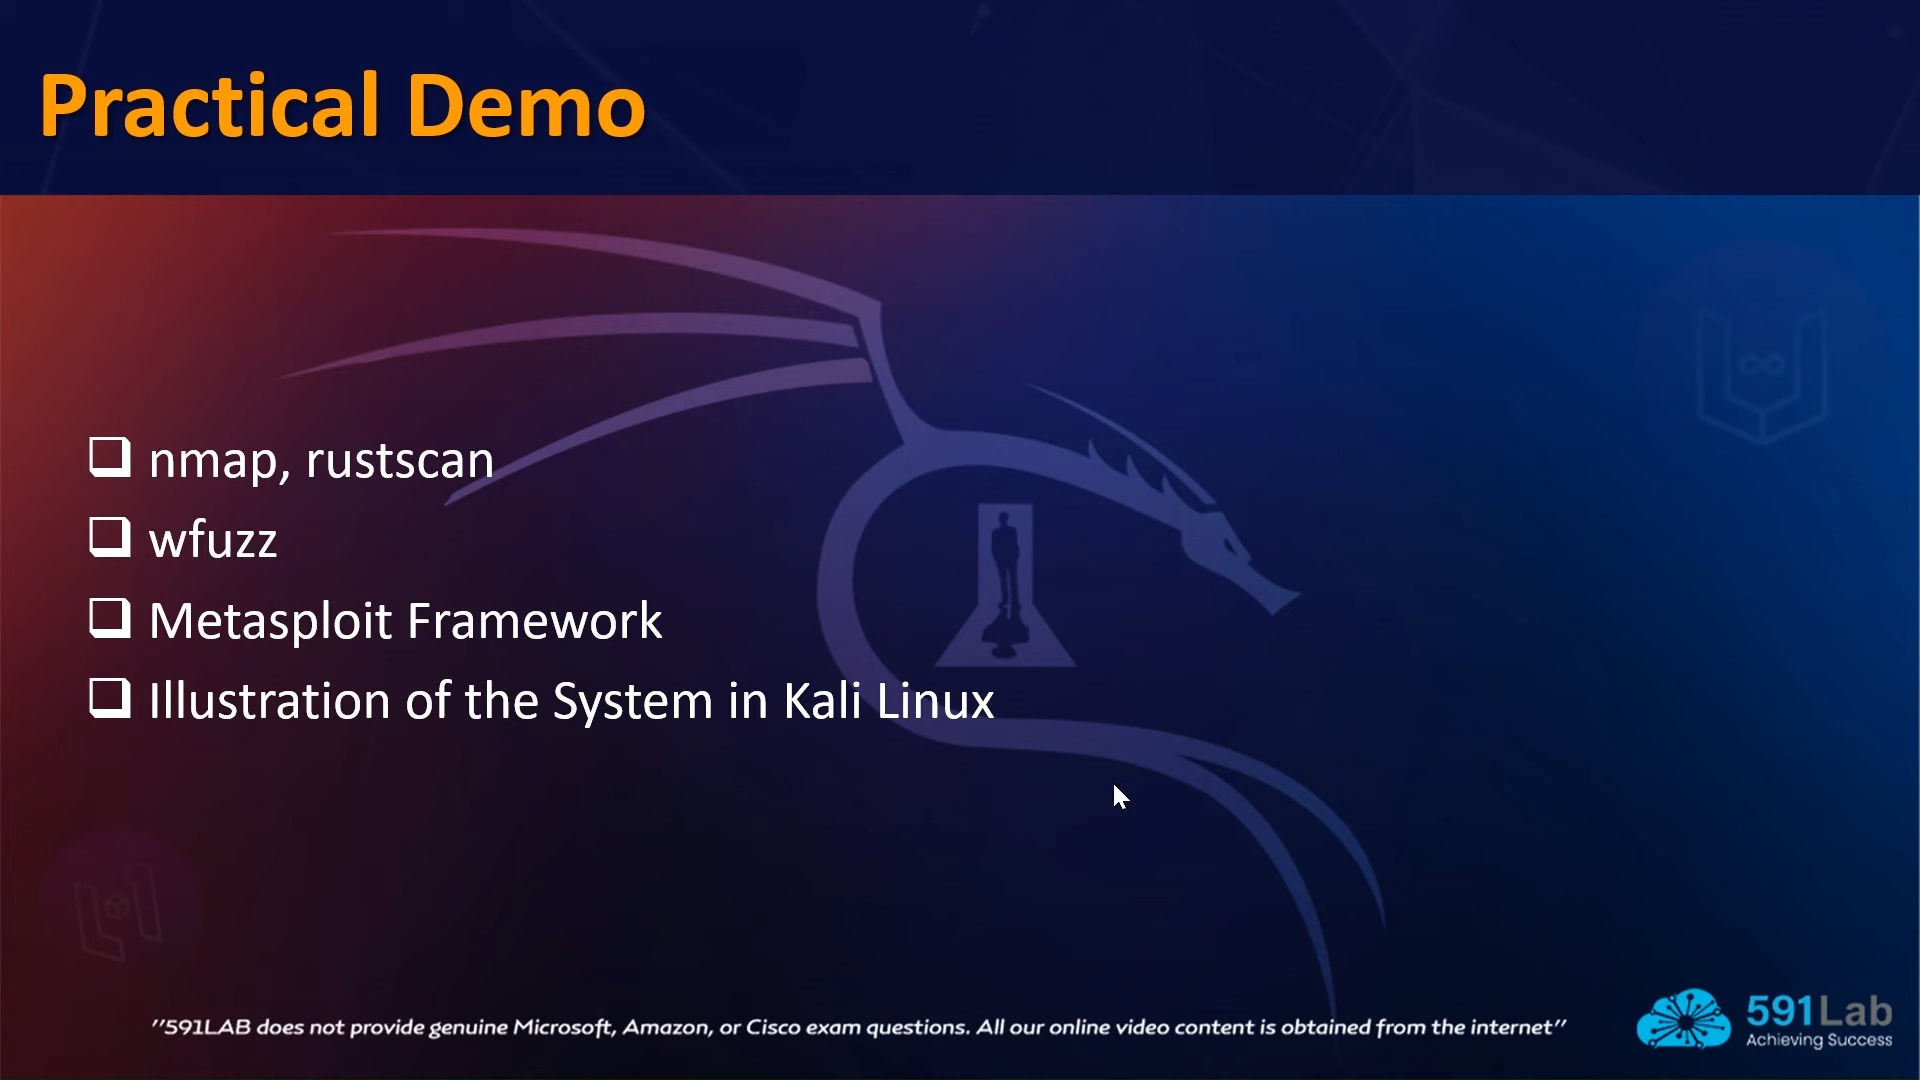 Practical Demo
nmap, rustscan
wfuzz
Metasploit Framework
Illustration of the System in Kali Linux
''591LAB does not provide genuine Microsoft, Amazon, or Cisco exam questions. All our online video content is obtained from the internet''
591Lab
Achieving Success